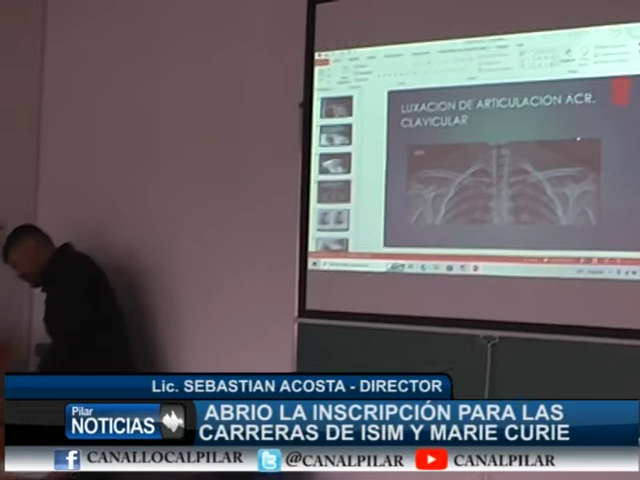 LUXACION DE ARTICULACION ACR.
CLAVICULAR
Lic. SEBASTIAN ACOSTA - DIRECTOR
Pilar
NOTICIAS
ABRIO LA INSCRIPCIÓN PARA LAS
CARRERAS DE ISIM Y MARIE CURIE
CANALLOCALPILAR
@CANALPILAR
CANALPILAR